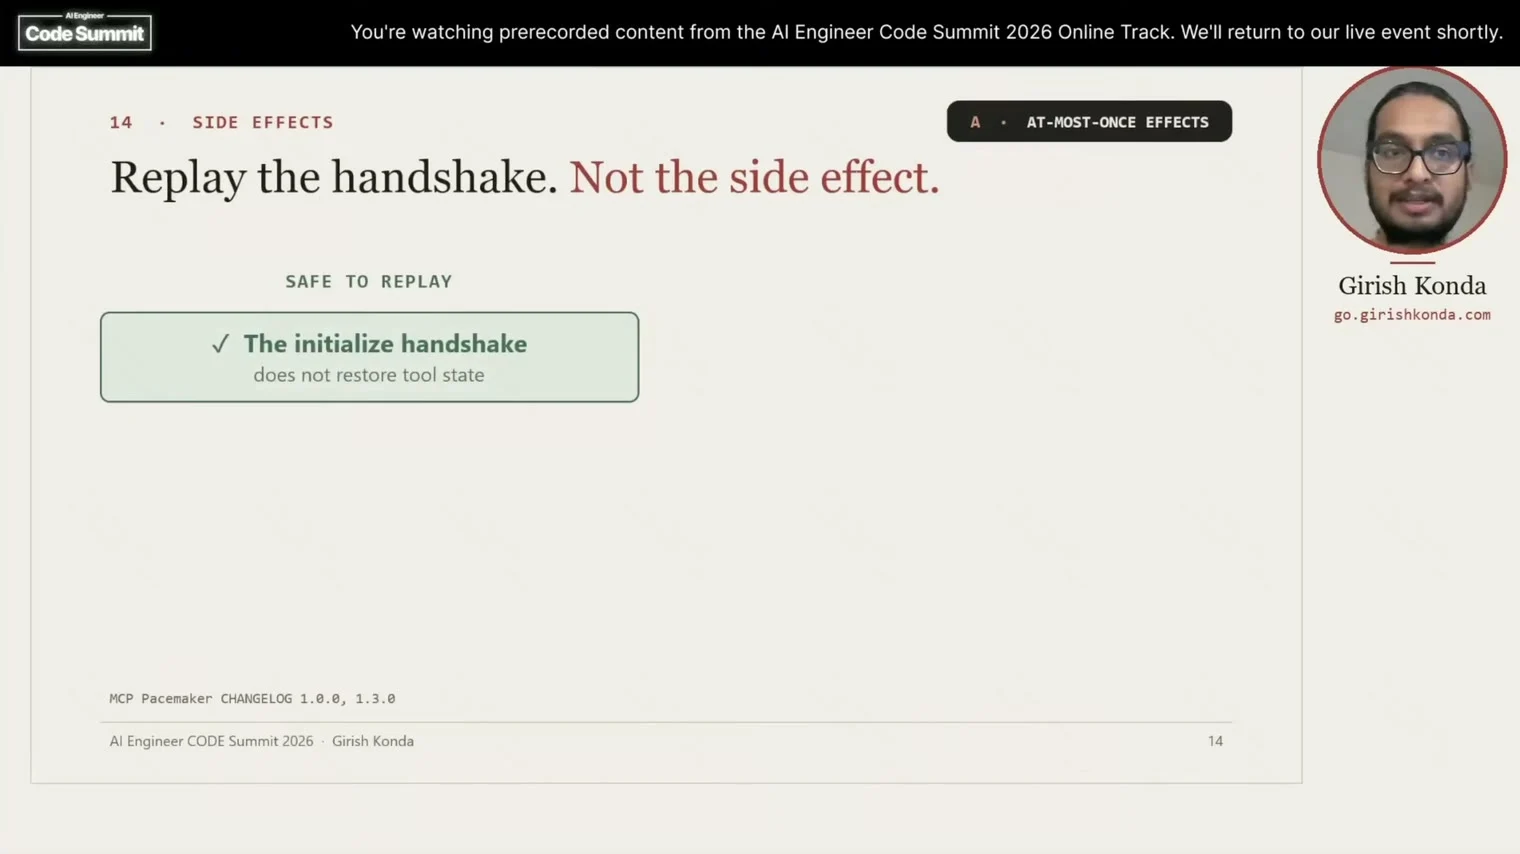 AI Engineer
Code Summit
You're watching prerecorded content from the AI Engineer Code Summit 2026 Online Track. We'll return to our live event shortly.
14 · SIDE EFFECTS
A · AT-MOST-ONCE EFFECTS
Replay the handshake. Not the side effect.
SAFE TO REPLAY
✓ The initialize handshake
does not restore tool state
MCP Pacemaker CHANGELOG 1.0.0, 1.3.0
AI Engineer CODE Summit 2026 · Girish Konda
14
Girish Konda
go.girishkonda.com